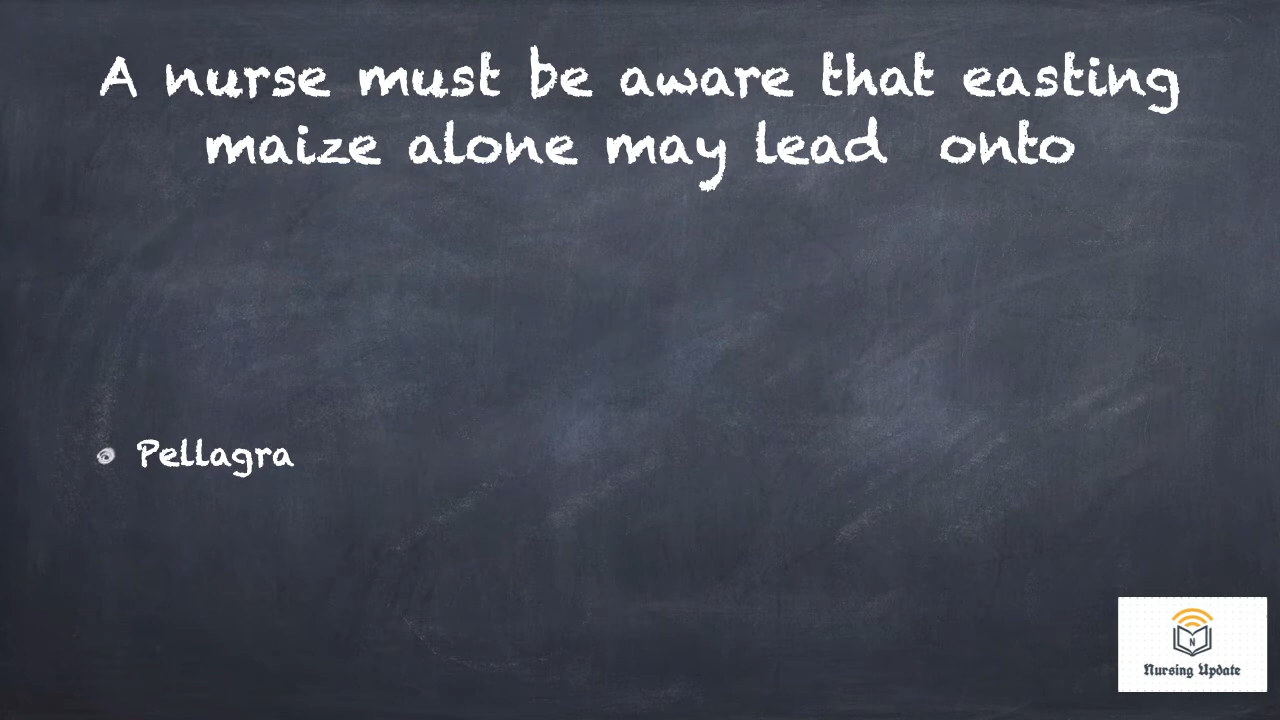 A nurse must be aware that easting
maize alone may lead onto
Pellagra
N
Nursing Update